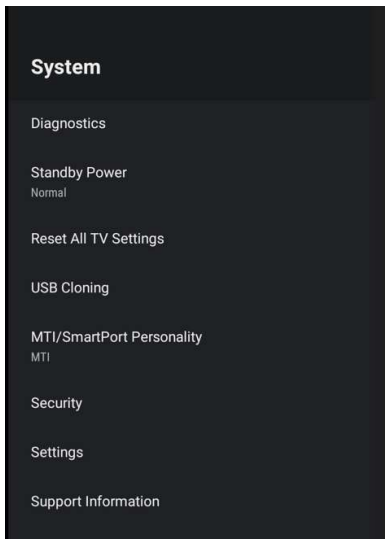 System
Diagnostics
Standby Power
Normal
Reset All TV Settings
USB Cloning
MTI/SmartPort Personality
MTI
Security
Settings
Support Information